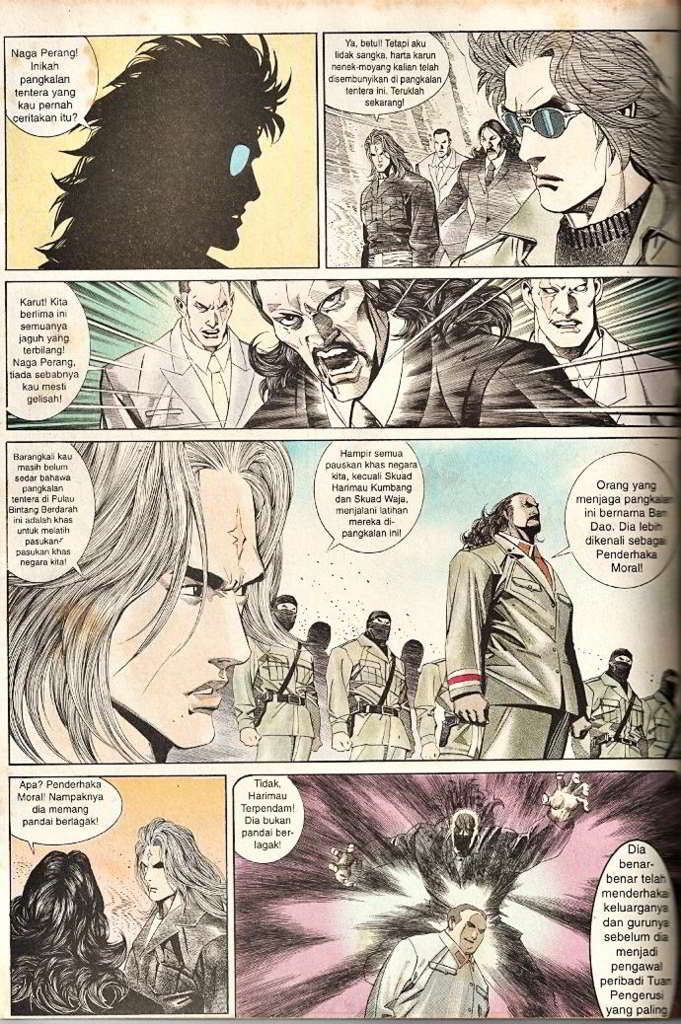 Naga Perang!
Inikah
pangkalan
tentera yang
kau pernah
ceritakan itu?
Ya, betul! Tetapi aku
tidak sangka, harta karun
nenek-moyang kalian telah
disembunyikan di pangkalan
tentera ini. Teruklah
sekarang!
Karut! Kita
berlima ini
semuanya
jaguh yang
terbilang!
Naga Perang,
tiada sebabnya
kau mesti
gelisah!
Barangkali kau
masih belum
sedar bahawa
pangkalan
tentera di Pulau
Bintang Berdarah
ini adalah khas
untuk melatih
pasukan-
pasukan khas
negara kita!
Hampir semua
pauskan khas negara
kita, kecuali Skuad
Harimau Kumbang
dan Skuad Waja,
menjalani latihan
mereka di-
pangkalan ini!
Orang yang
menjaga pangkalan
ini bernama Ban
Dao. Dia lebih
dikenali sebagai
Penderhaka
Moral!
Apa? Penderhaka
Moral! Nampaknya
dia memang
pandai berlagak!
Tidak,
Harimau
Terpendam!
Dia bukan
pandai ber-
lagak!
Dia
benar-
benar telah
menderhaka
keluarganya
dan gurunya
sebelum dia
menjadi
pengawal
peribadi Tuan
Pengerusi
yang paling